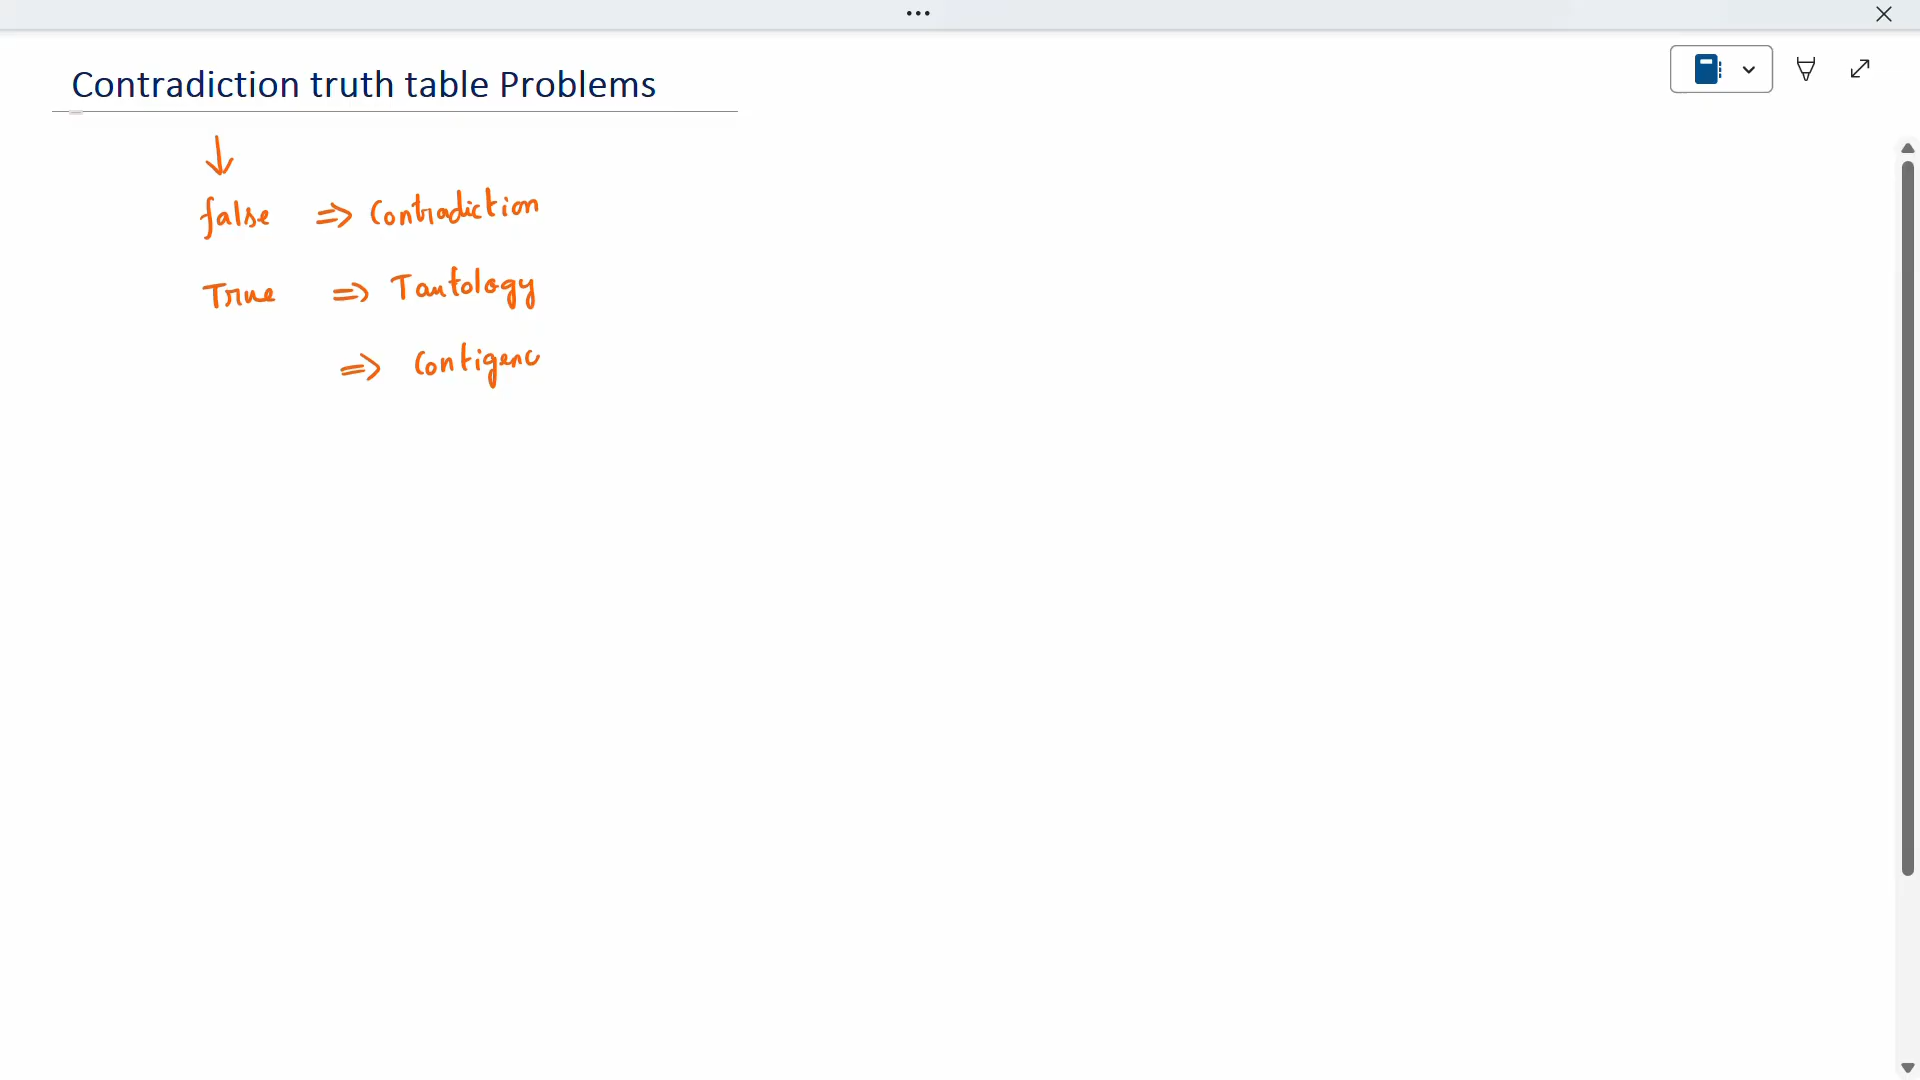 Contradiction truth table Problems
false ⇒ Contradiction
True ⇒ Tautology
⇒ Contigenc